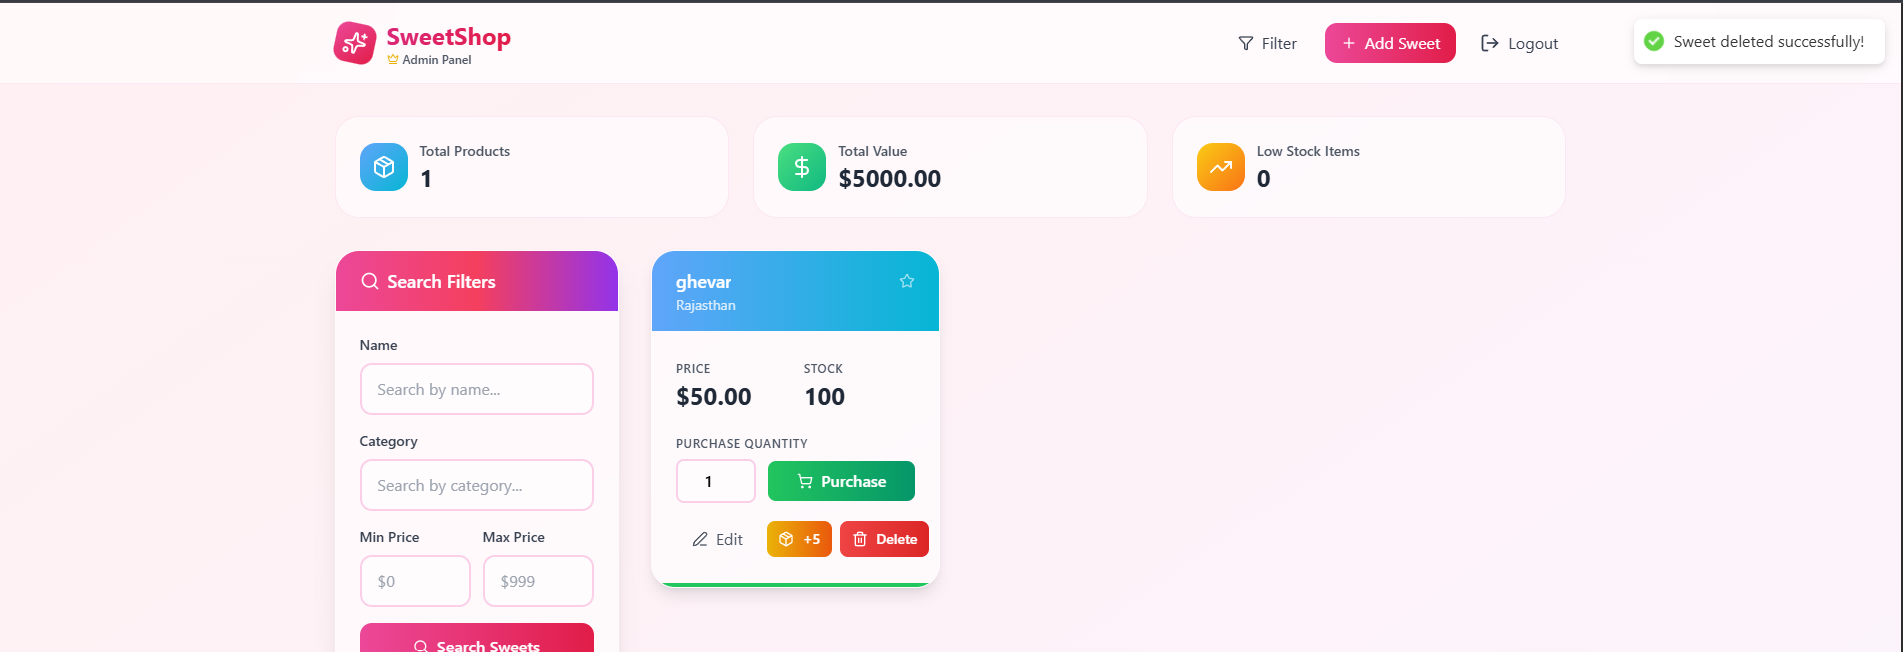 SweetShop
Admin Panel
Filter
+ Add Sweet
Logout
Sweet deleted successfully!
Total Products
1
Total Value
$5000.00
Low Stock Items
0
Search Filters
Name
Search by name...
Category
Search by category...
Min Price
Max Price
$0
$999
Search Sweets
ghevar
Rajasthan
PRICE
STOCK
$50.00
100
PURCHASE QUANTITY
1
Purchase
Edit
+5
Delete